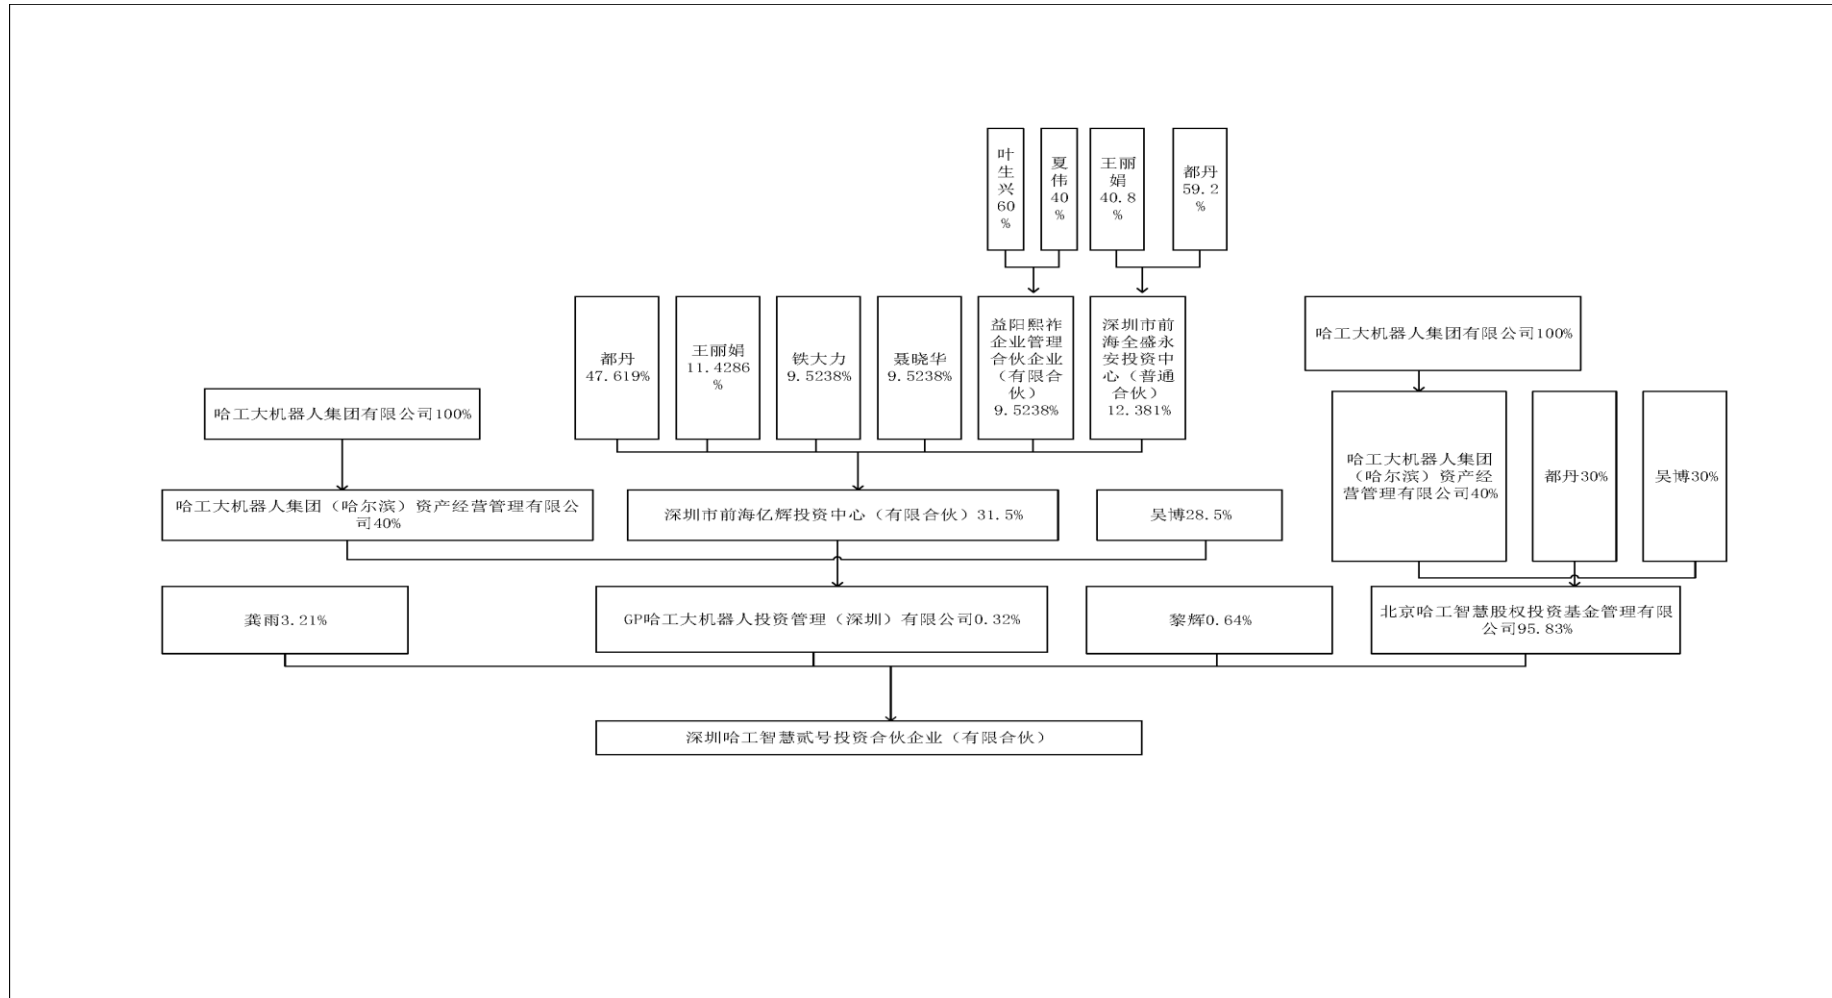 叶
生
兴
60
%
夏
伟
40
%
王丽
娟
40.8
%
都丹
59.2
%
都丹
47.619%
王丽娟
11.4286
%
铁大力
9.5238%
聂晓华
9.5238%
益阳熙祚
企业管理
合伙企业
（有限合
伙）
9.5238%
深圳市前
海全盛永
安投资中
心（普通
合伙）
12.381%
哈工大机器人集团有限公司100%
哈工大机器人集团有限公司100%
哈工大机器人集团
（哈尔滨）资产经
营管理有限公司40%
都丹30%
吴博30%
哈工大机器人集团（哈尔滨）资产经营管理有限公
司40%
深圳市前海亿辉投资中心（有限合伙）31.5%
吴博28.5%
龚雨3.21%
GP哈工大机器人投资管理（深圳）有限公司0.32%
黎辉0.64%
北京哈工智慧股权投资基金管理有限
公司95.83%
深圳哈工智慧贰号投资合伙企业（有限合伙）